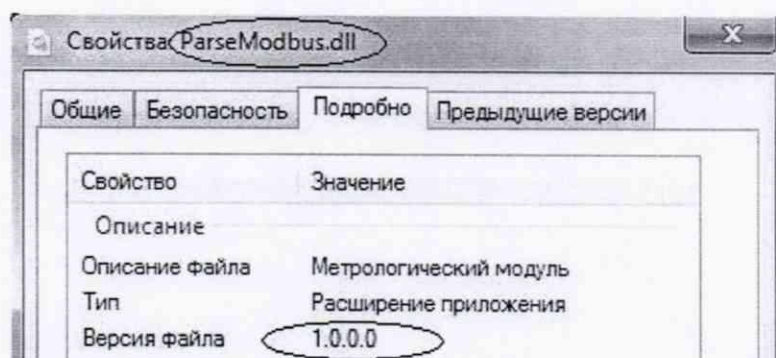 Свойства: ParseModbus.dll
Общие Безопасность Подробно Предыдущие версии
Свойство Значение
Описание
Описание файла Метрологический модуль
Тип Расширение приложения
Версия файла 1.0.0.0